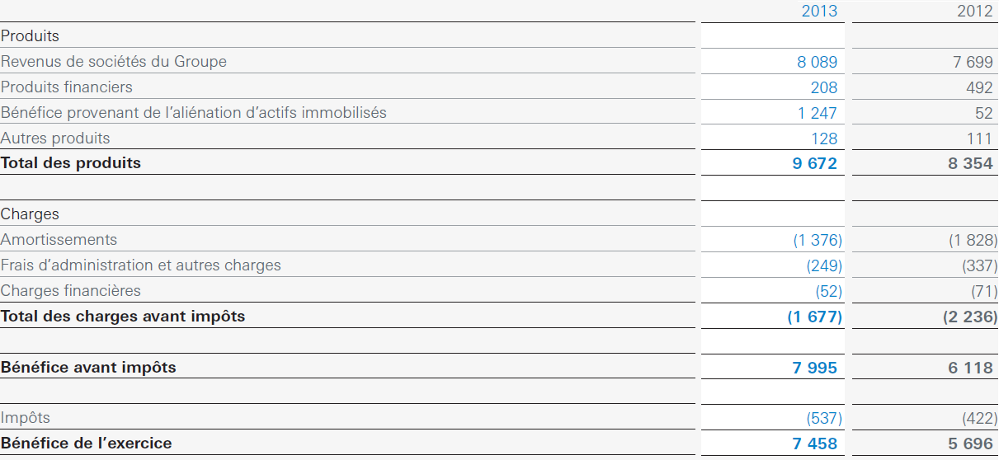 2013 2012
Produits
Revenus de sociétés du Groupe 8 089 7 699
Produits financiers 208 492
Bénéfice provenant de l’aliénation d’actifs immobilisés 1 247 52
Autres produits 128 111
Total des produits 9 672 8 354
Charges
Amortissements (1 376) (1 828)
Frais d’administration et autres charges (249) (337)
Charges financières (52) (71)
Total des charges avant impôts (1 677) (2 236)
Bénéfice avant impôts 7 995 6 118
Impôts (537) (422)
Bénéfice de l’exercice 7 458 5 696